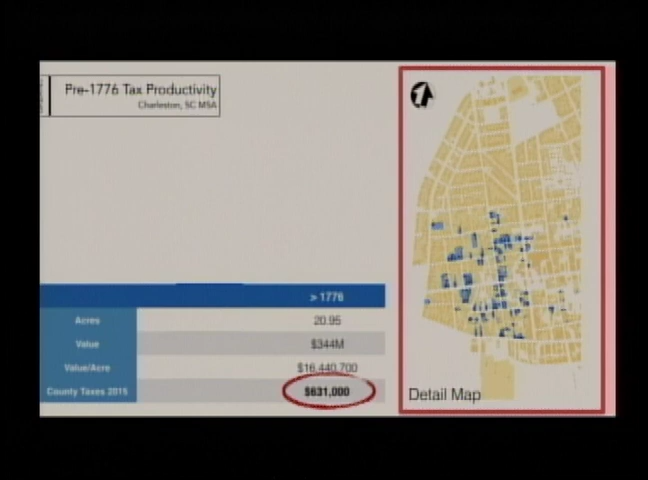 Pre-1776 Tax Productivity
Charleston, SC MSA
> 1776
Acres 20.95
Value $344M
Value/Acre $16,440,700
County Taxes 2015 $631,000
Detail Map